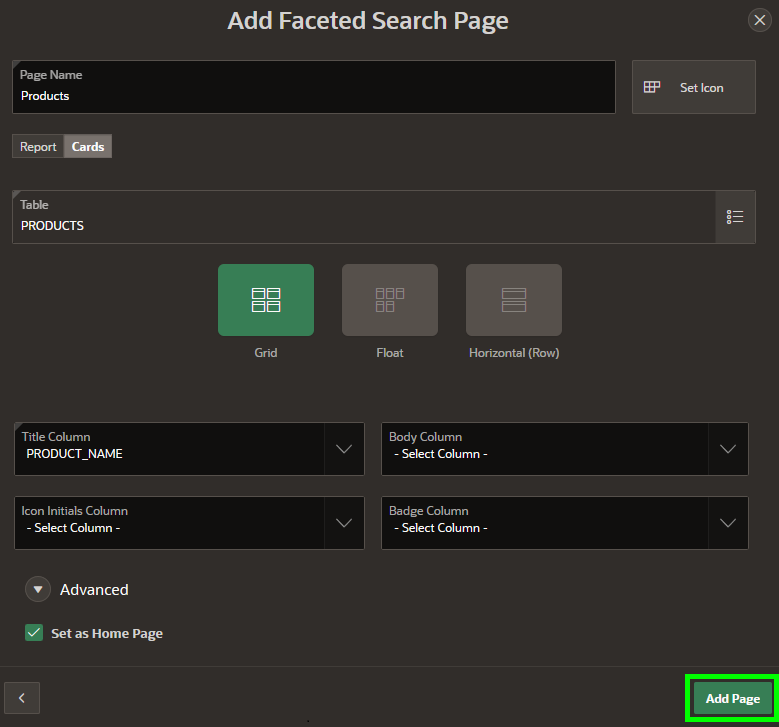 Add Faceted Search Page
Page Name
Products
Set Icon
Report
Cards
Table
PRODUCTS
Grid
Float
Horizontal (Row)
Title Column
PRODUCT_NAME
Body Column
- Select Column -
Icon Initials Column
- Select Column -
Badge Column
- Select Column -
Advanced
Set as Home Page
Add Page